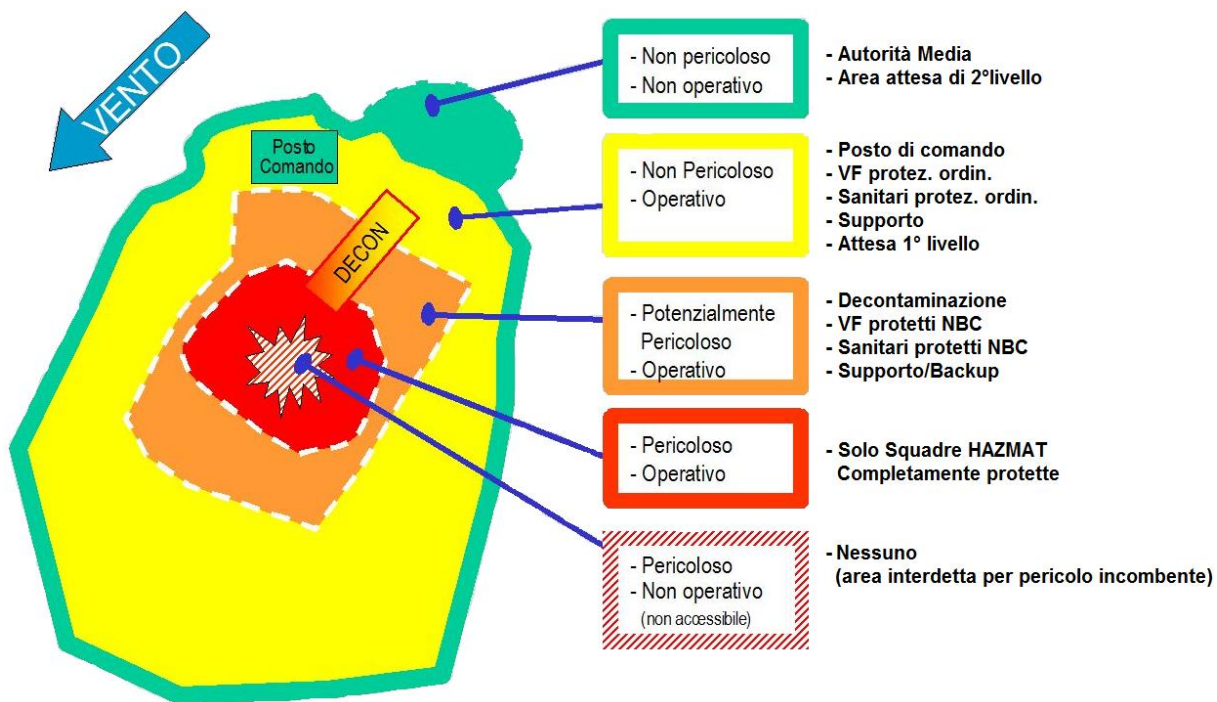 VENTO
Posto
Comando
DECON
- Non pericoloso
- Non operativo
- Autorità Media
- Area attesa di 2°livello
- Non Pericoloso
- Operativo
- Posto di comando
- VF protez. ordin.
- Sanitari protez. ordin.
- Supporto
- Attesa 1° livello
- Potenzialmente
Pericoloso
- Operativo
- Decontaminazione
- VF protetti NBC
- Sanitari protetti NBC
- Supporto/Backup
- Pericoloso
- Operativo
- Solo Squadre HAZMAT
Completamente protette
- Pericoloso
- Non operativo
(non accessibile)
- Nessuno
(area interdetta per pericolo incombente)